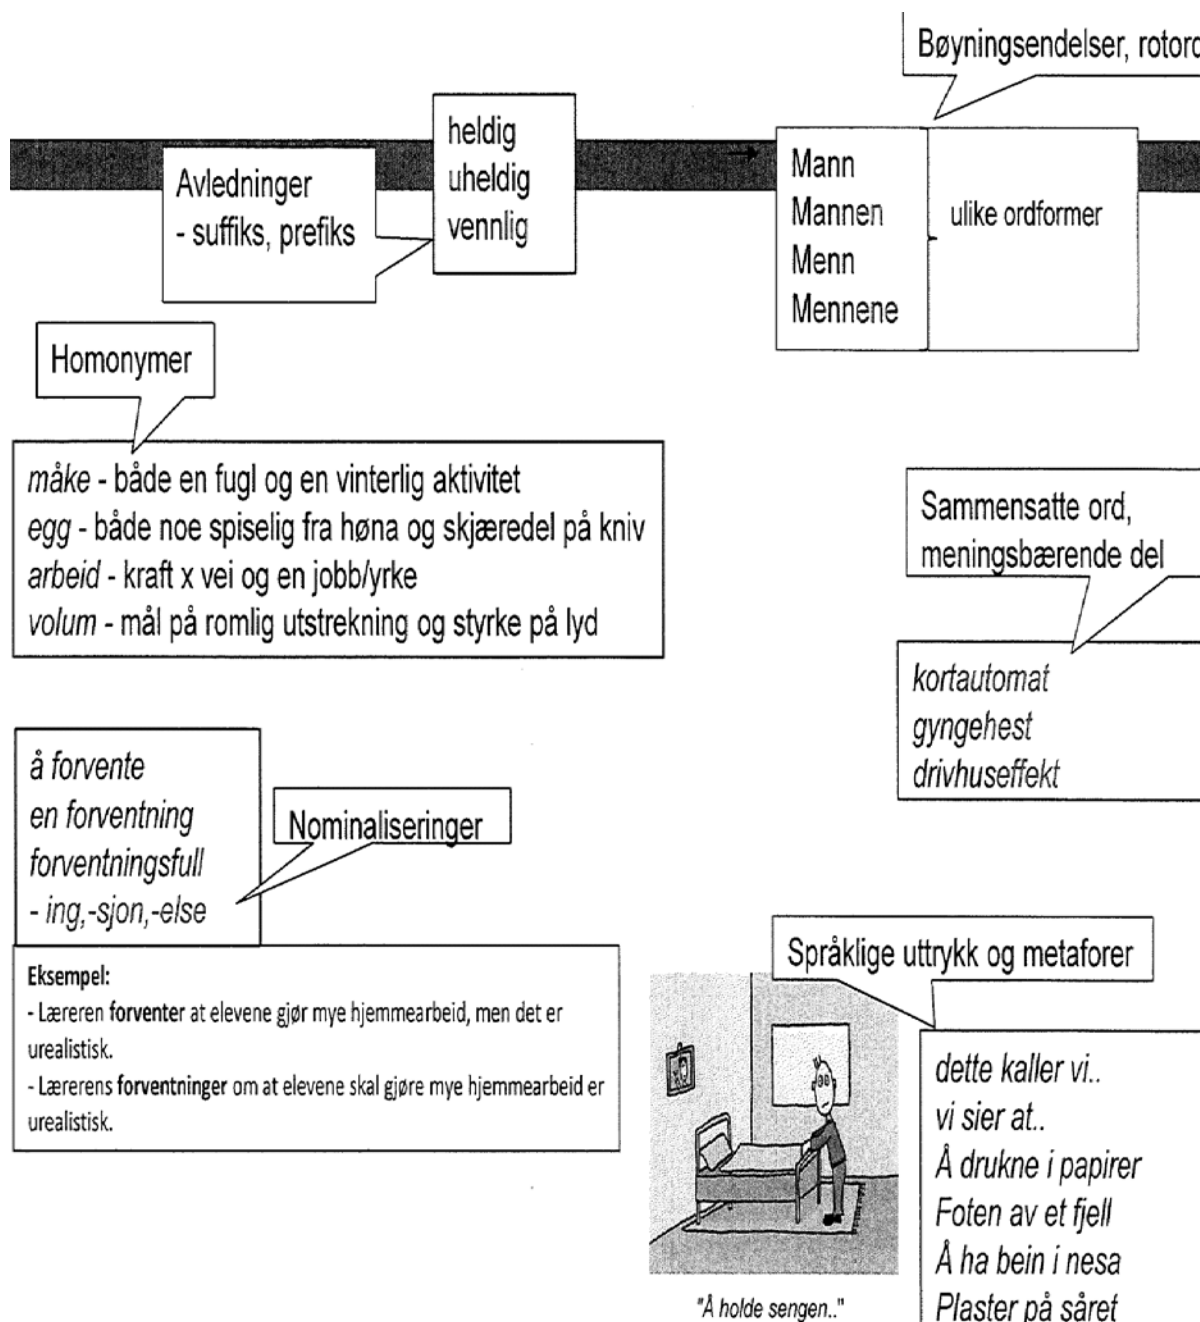 Bøyningsendelser, rotord
heldig
uheldig
vennlig
Avledninger
- suffiks, prefiks
Mann
Mannen
Menn
Mennene
ulike ordformer
Homonymer
måke - både en fugl og en vinterlig aktivitet
egg - både noe spiselig fra høna og skjæredel på kniv
arbeid - kraft x vei og en jobb/yrke
volum - mål på romlig utstrekning og styrke på lyd
Sammensatte ord,
meningsbærende del
kortautomat
gyngehest
drivhuseffekt
å forvente
en forventning
forventningsfull
- ing,-sjon,-else
Nominaliseringer
Eksempel:
- Læreren forventer at elevene gjør mye hjemmearbeid, men det er
urealistisk.
- Lærerens forventninger om at elevene skal gjøre mye hjemmearbeid er
urealistisk.
Språklige uttrykk og metaforer
dette kaller vi..
vi sier at..
Å drukne i papirer
Foten av et fjell
Å ha bein i nesa
Plaster på såret
"Å holde sengen.."